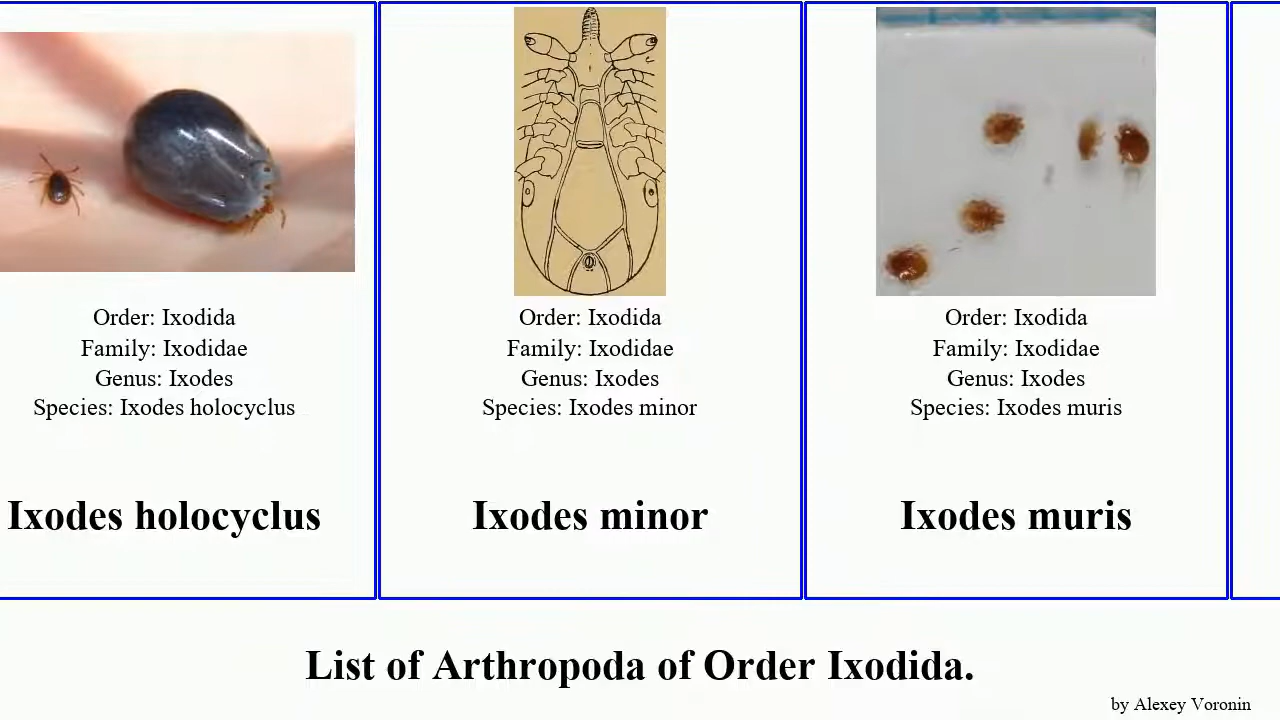 Order: Ixodida
Family: Ixodidae
Genus: Ixodes
Species: Ixodes holocyclus
Ixodes holocyclus
Order: Ixodida
Family: Ixodidae
Genus: Ixodes
Species: Ixodes minor
Ixodes minor
Order: Ixodida
Family: Ixodidae
Genus: Ixodes
Species: Ixodes muris
Ixodes muris
List of Arthropoda of Order Ixodida.
by Alexey Voronin